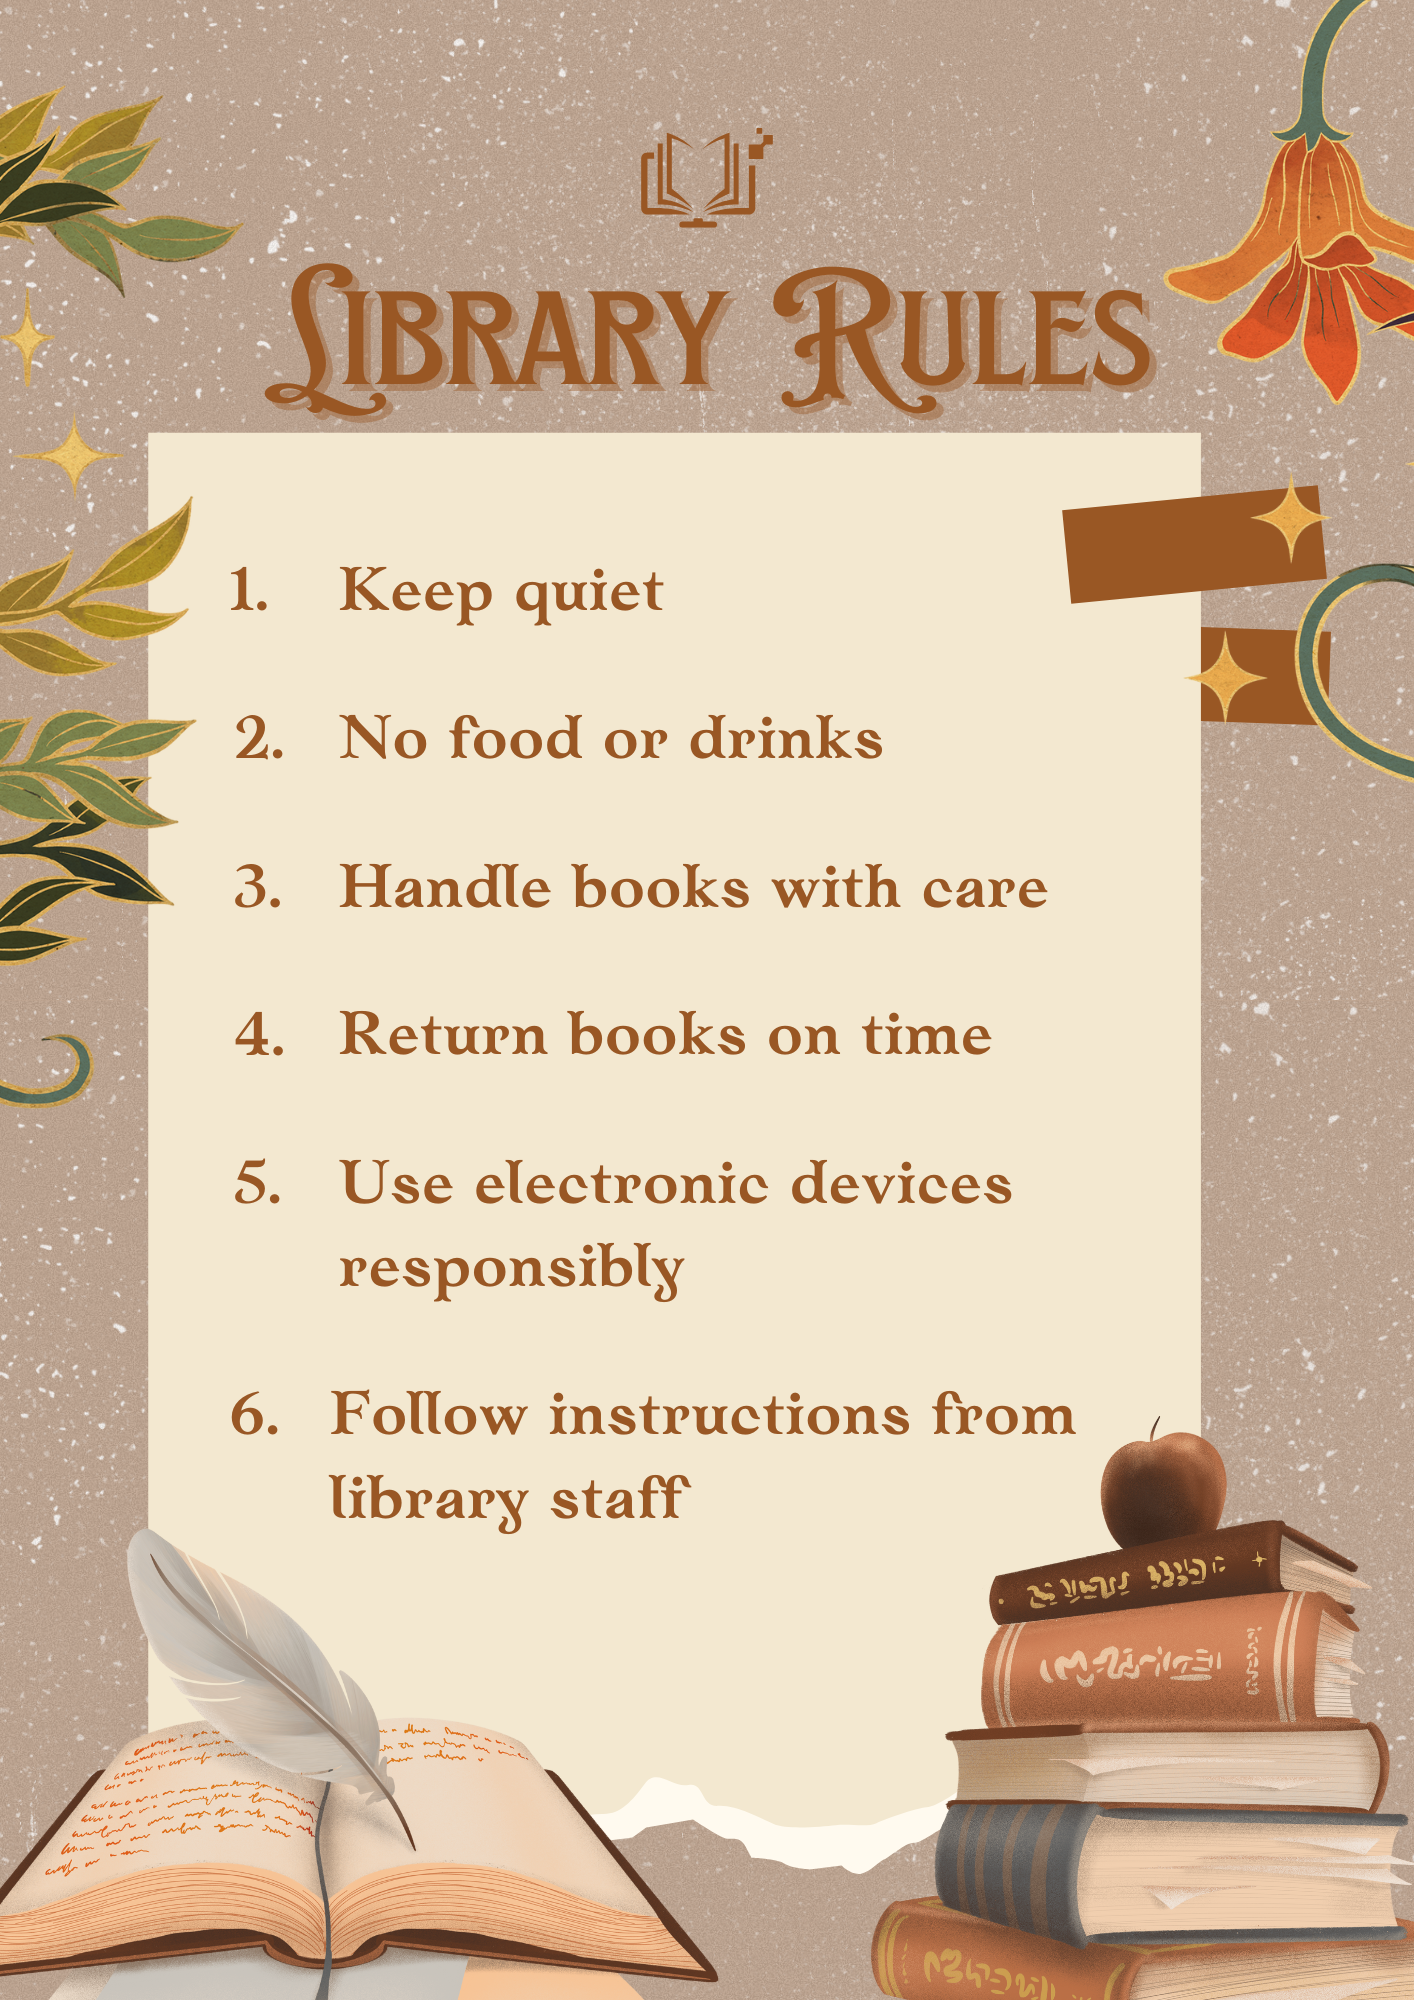 Library Rules
1. Keep quiet
2. No food or drinks
3. Handle books with care
4. Return books on time
5. Use electronic devices
responsibly
6. Follow instructions from
library staff